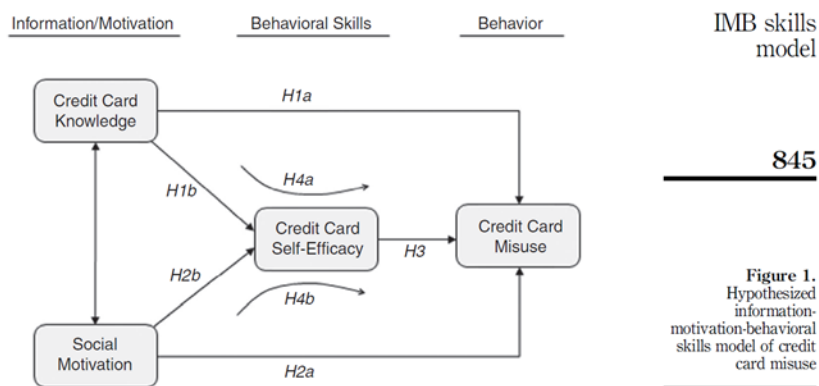 Information/Motivation
Behavioral Skills
Behavior
IMB skills
model
Credit Card
Knowledge
H1a
845
H1b
H4a
Credit Card
Self-Efficacy
H3
Credit Card
Misuse
H2b
H4b
Social
Motivation
H2a
Figure 1.
Hypothesized
information-
motivation-behavioral
skills model of credit
card misuse